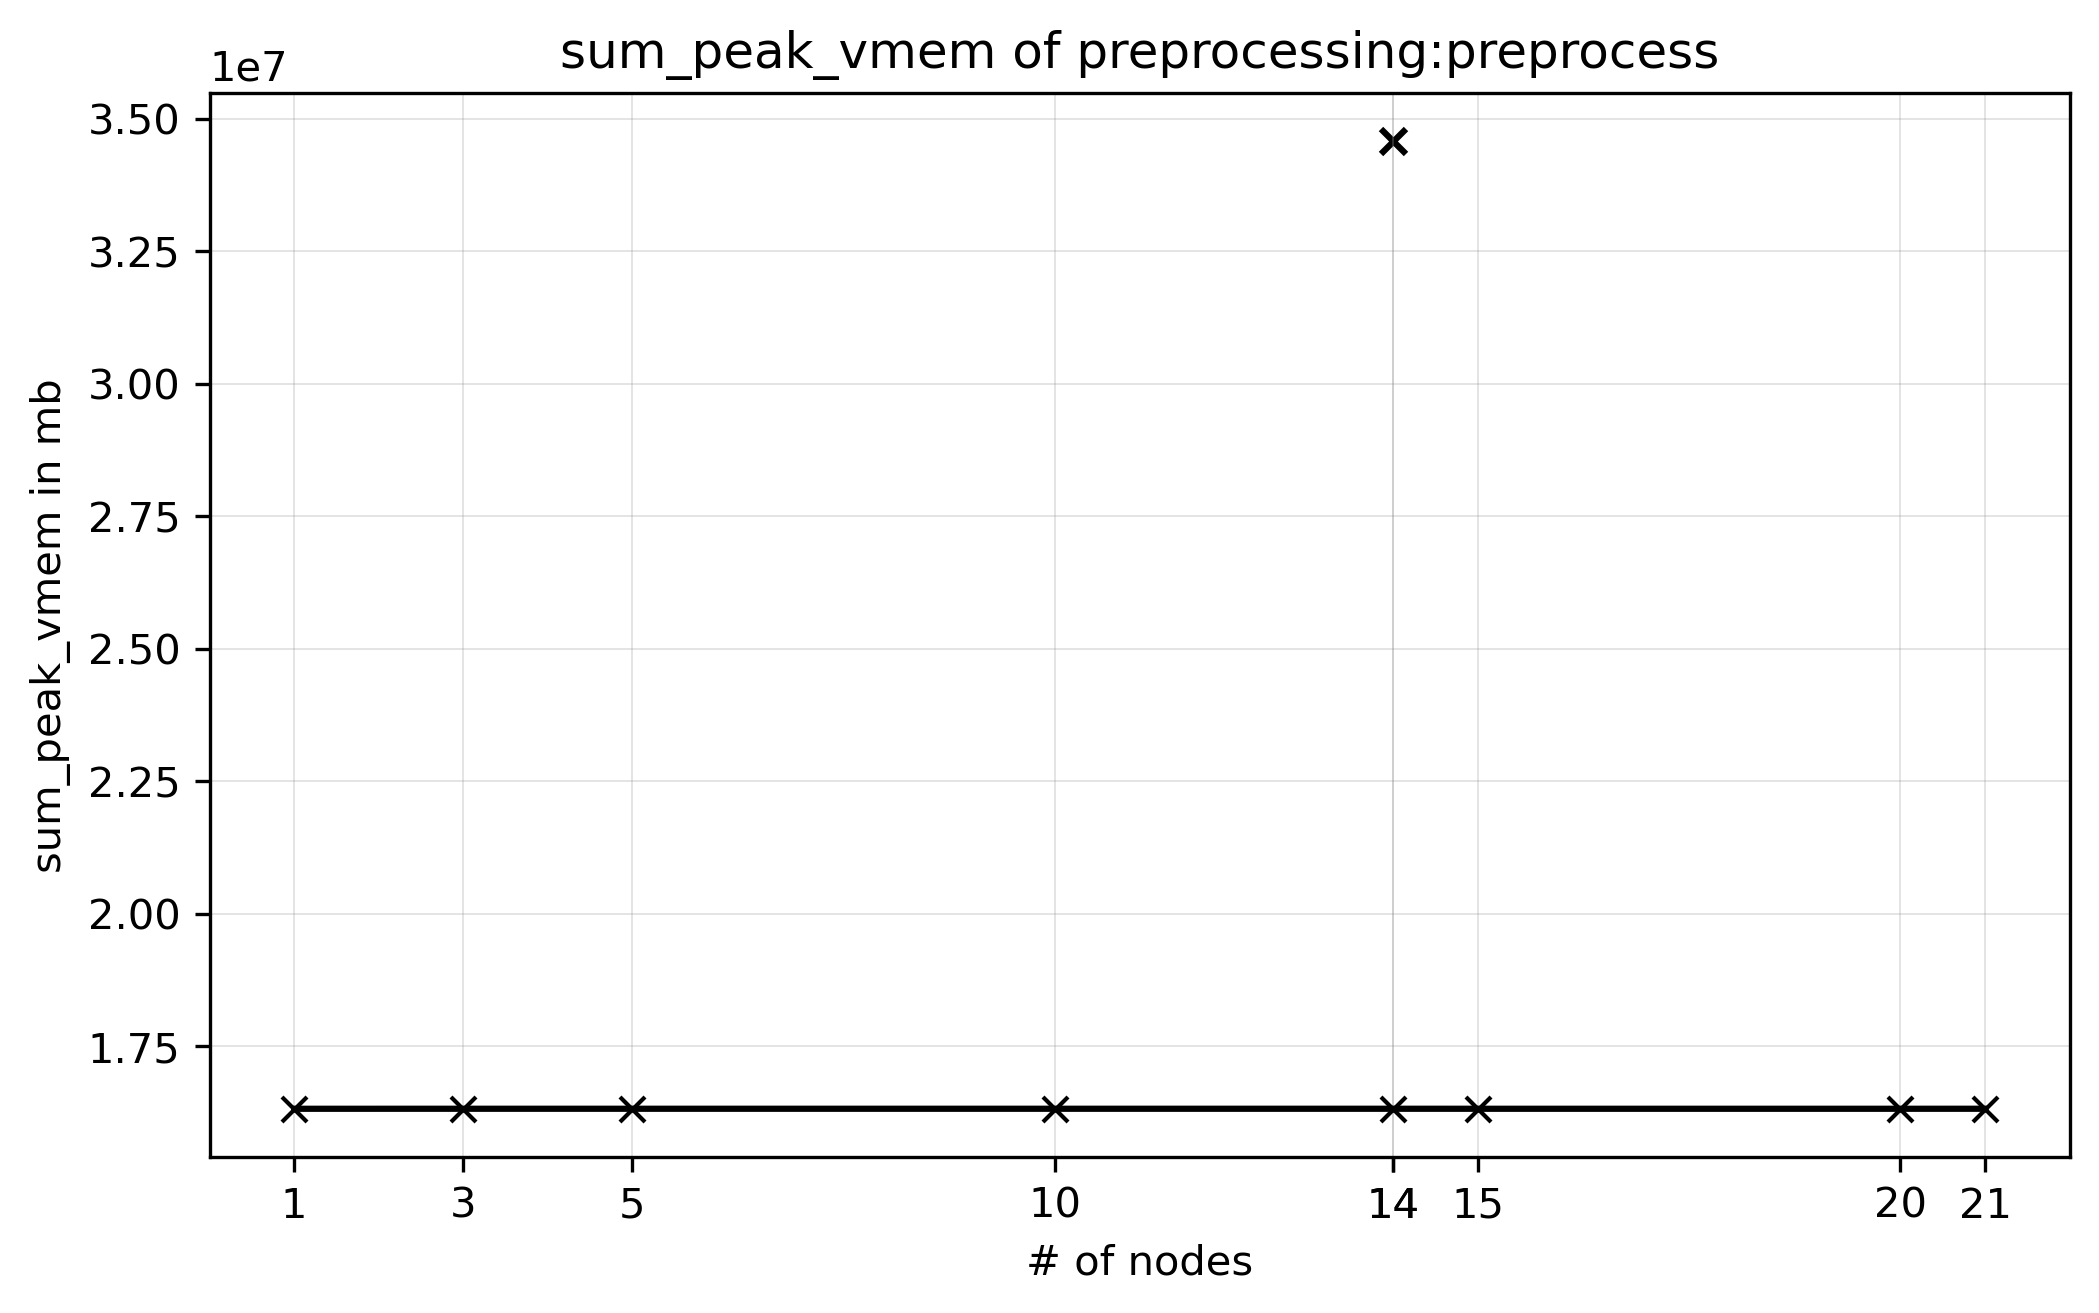 sum_peak_vmem of preprocessing:preprocess
1e7
3.50
3.25
3.00
2.75
2.50
2.25
2.00
1.75
sum_peak_vmem in mb
1 3 5 10 14 15 20 21
# of nodes